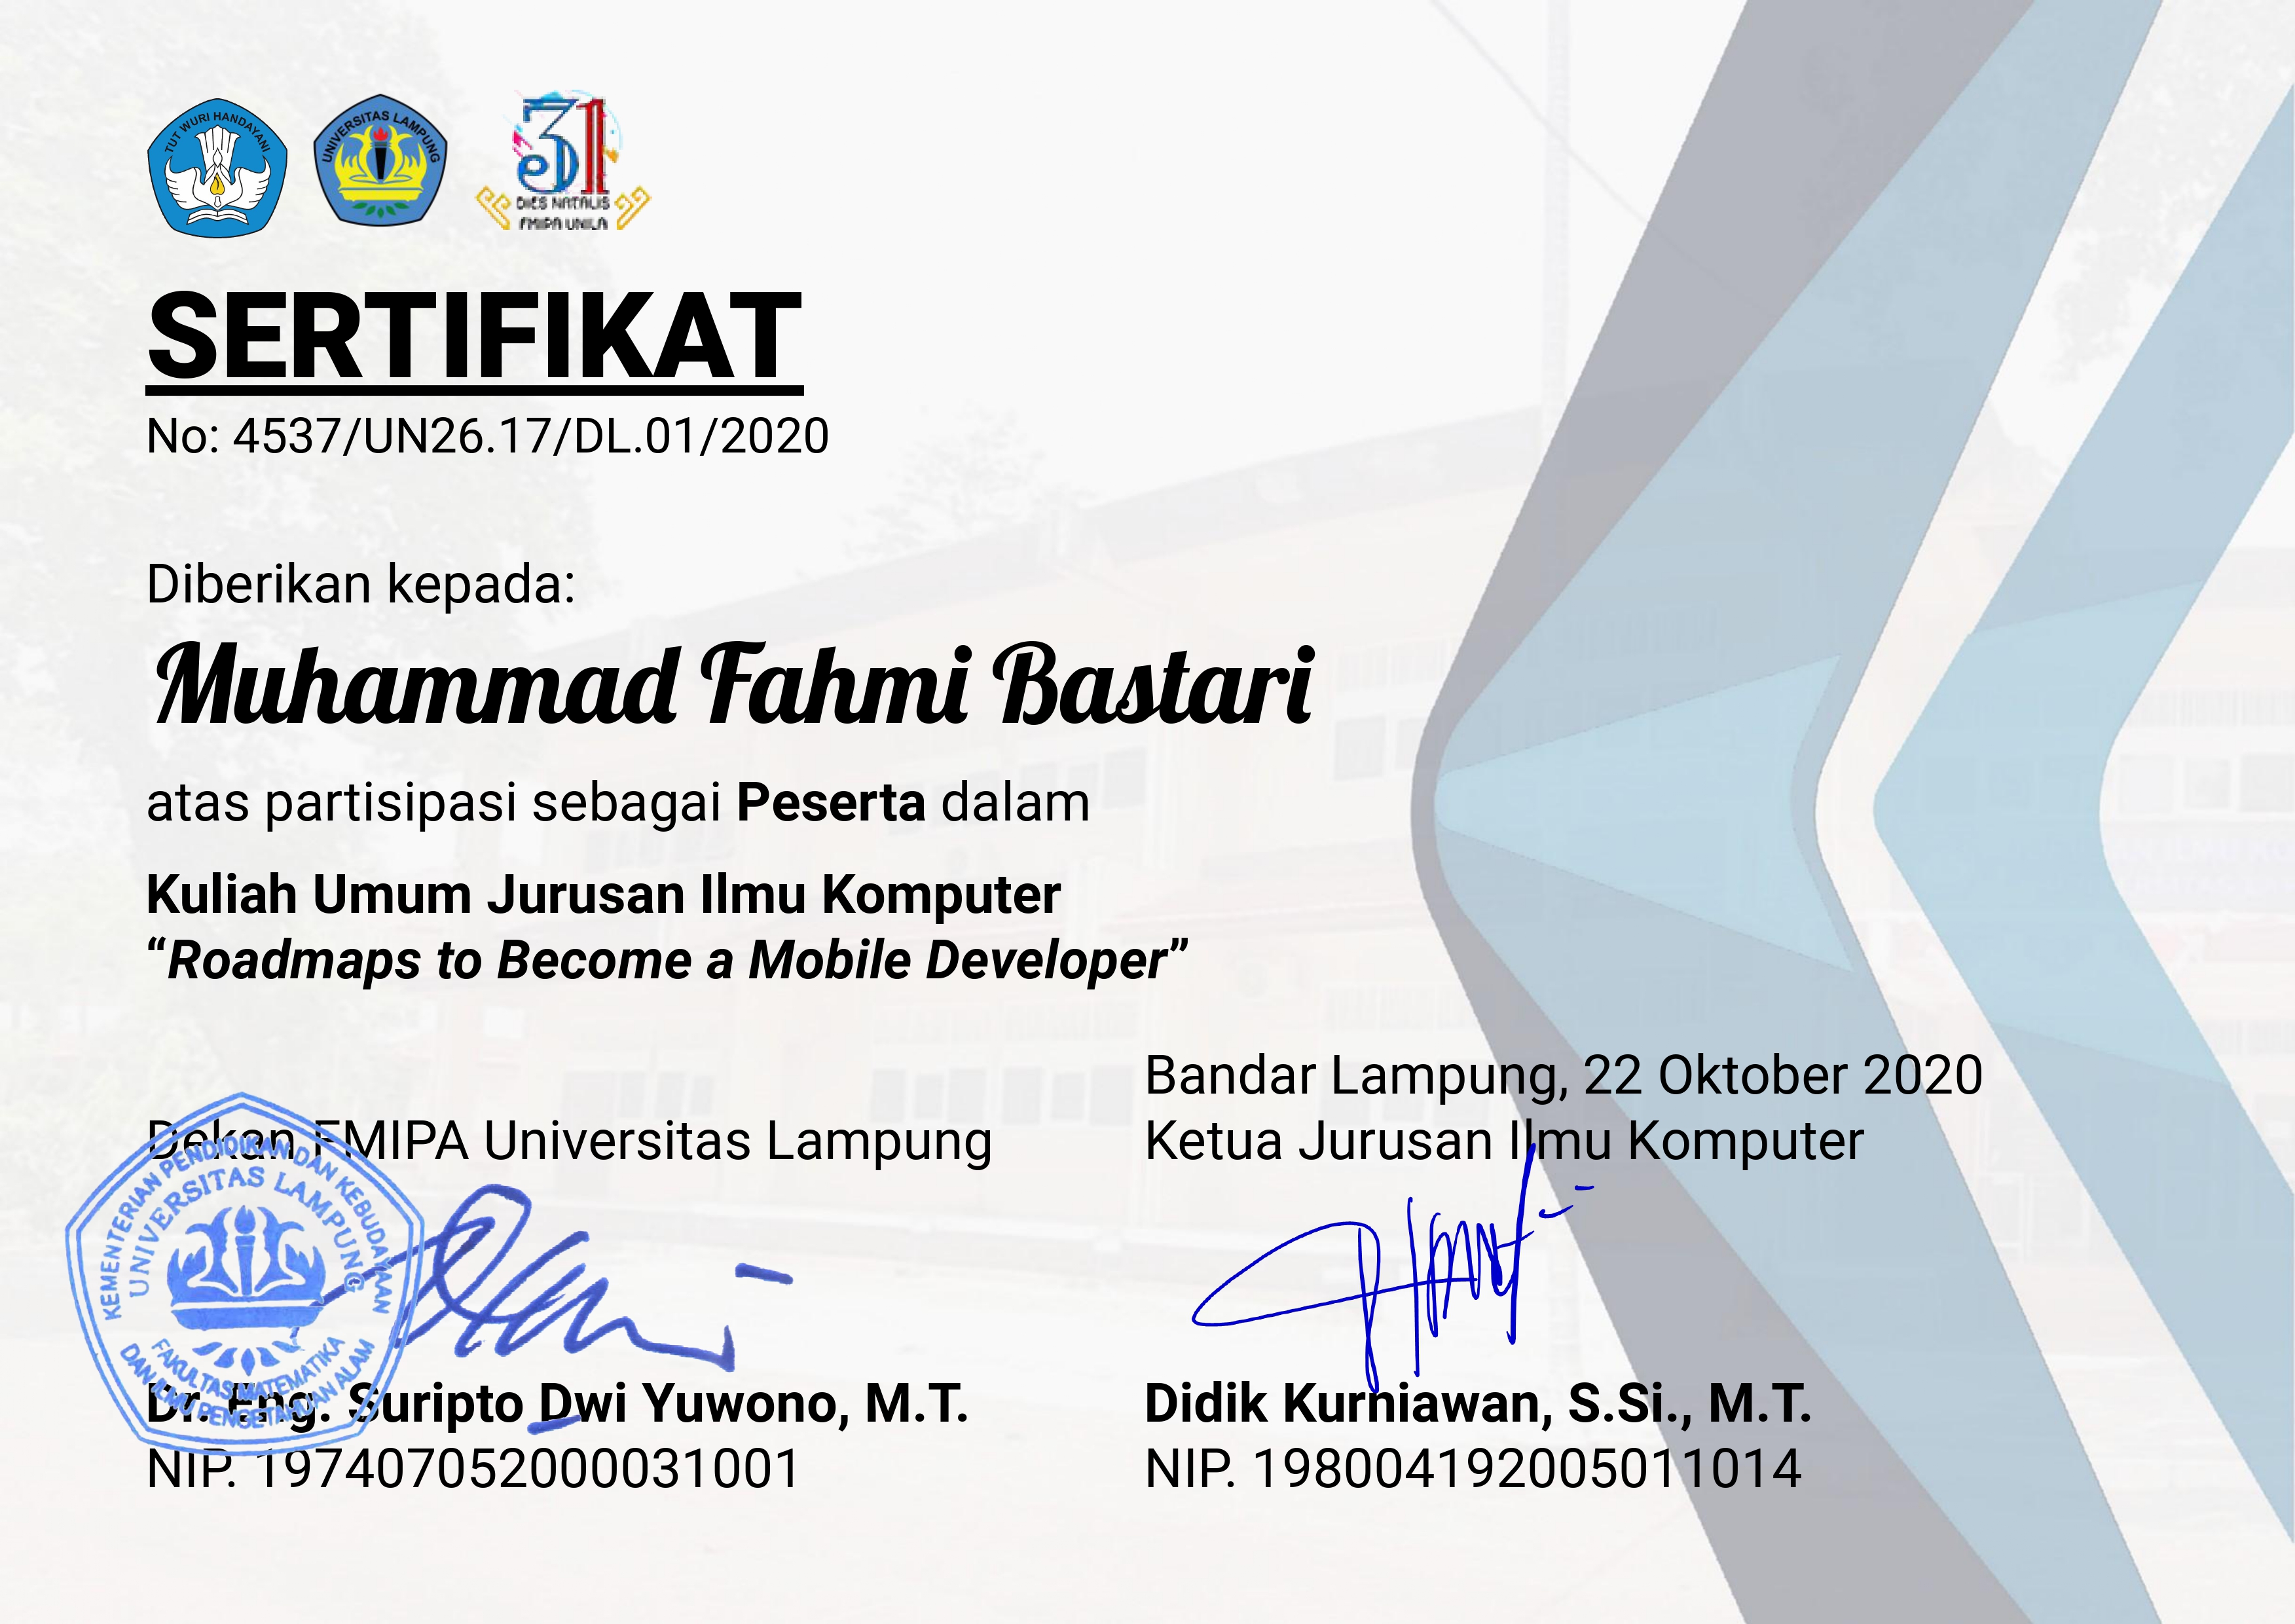 TUT WURI HANDAYANI
UNIVERSITAS LAMPUNG
31
DIES NATALIS
FMIPA UNILA
SERTIFIKAT
No: 4537/UN26.17/DL.01/2020
Diberikan kepada:
Muhammad Fahmi Bastari
atas partisipasi sebagai Peserta dalam
Kuliah Umum Jurusan Ilmu Komputer
“Roadmaps to Become a Mobile Developer”
Bandar Lampung, 22 Oktober 2020
Dekan FMIPA Universitas Lampung
Ketua Jurusan Ilmu Komputer
KEMENTERIAN PENDIDIKAN DAN KEBUDAYAAN
UNIVERSITAS LAMPUNG
FAKULTAS MATEMATIKA
DAN ILMU PENGETAHUAN ALAM
Dr. Eng. Suripto Dwi Yuwono, M.T.
NIP. 197407052000031001
Didik Kurniawan, S.Si., M.T.
NIP. 198004192005011014